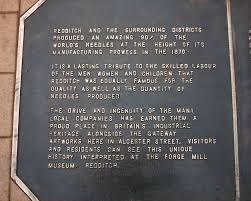 REDDITCH AND THE SURROUNDING DISTRICTS
PRODUCED AN AMAZING 90% OF THE
WORLD'S NEEDLES AT THE HEIGHT OF ITS
MANUFACTURING PROWESS IN THE 1870'S.
IT IS A LASTING TRIBUTE TO THE SKILLED LABOUR
OF THE MEN, WOMEN AND CHILDREN THAT
REDDITCH WAS EQUALLY FAMOUS FOR THE
QUALITY AS WELL AS THE QUANTITY OF
NEEDLES PRODUCED.
THE DRIVE AND INGENUITY OF THE MANY
LOCAL COMPANIES HAS EARNED THEM A
PROUD PLACE IN BRITAIN'S INDUSTRIAL
HERITAGE. ALONGSIDE THE GATEWAY
ARTWORKS HERE IN ALCESTER STREET, VISITORS
AND RESIDENTS CAN SEE THIS UNIQUE
HISTORY INTERPRETED AT THE FORGE MILL
MUSEUM, REDDITCH.